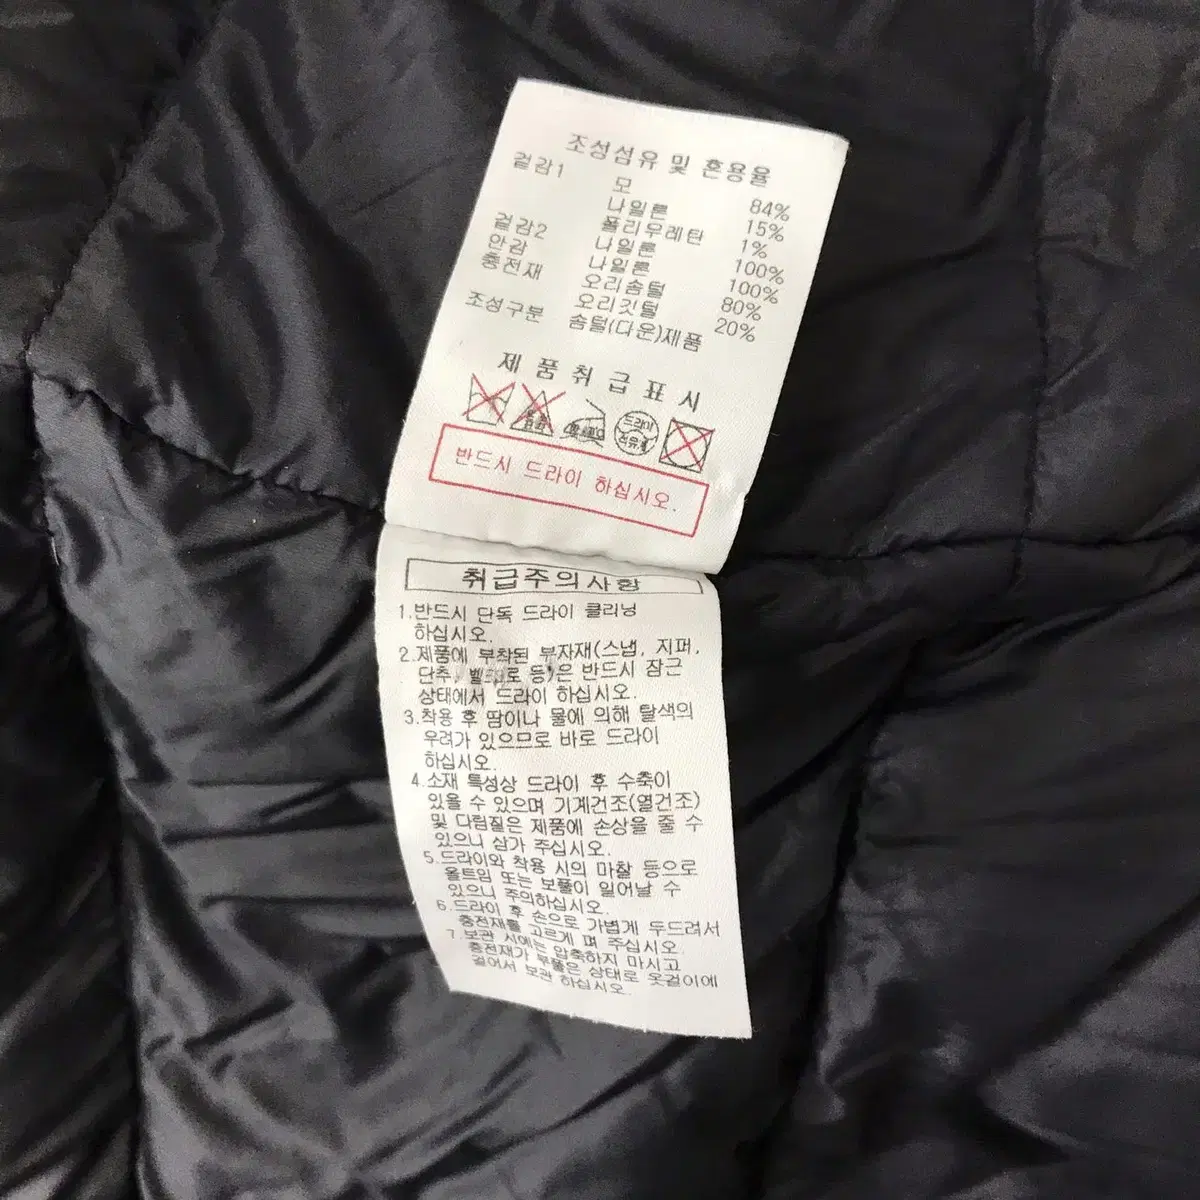 조성섬유 및 혼용율
겉감1 모 84%
나일론 15%
폴리우레탄 1%
겉감2 나일론 100%
안감 나일론 100%
충전재 오리솜털 80%
오리깃털 20%
조성구분 솜털(다운)제품
제품취급표시
드라이
석유계
반드시 드라이 하십시오.
취급주의사항
1.반드시 단독 드라이 클리닝
하십시오.
2.제품에 부착된 부자재(스냅, 지퍼,
단추, 벨크로 등)은 반드시 잠근
상태에서 드라이 하십시오.
3.착용 후 땀이나 물에 의해 탈색의
우려가 있으므로 바로 드라이
하십시오.
4.소재 특성상 드라이 후 수축이
있을 수 있으며 기계건조(열건조)
및 다림질은 제품에 손상을 줄 수
있으니 삼가 주십시오.
5.드라이와 착용 시의 마찰 등으로
올트임 또는 보풀이 일어날 수
있으니 주의하십시오.
6.드라이 후 손으로 가볍게 두드려서
충전재를 고르게 펴 주십시오.
7.보관 시에는 압축하지 마시고
충전재가 부풀은 상태로 옷걸이에
걸어서 보관 하십시오.